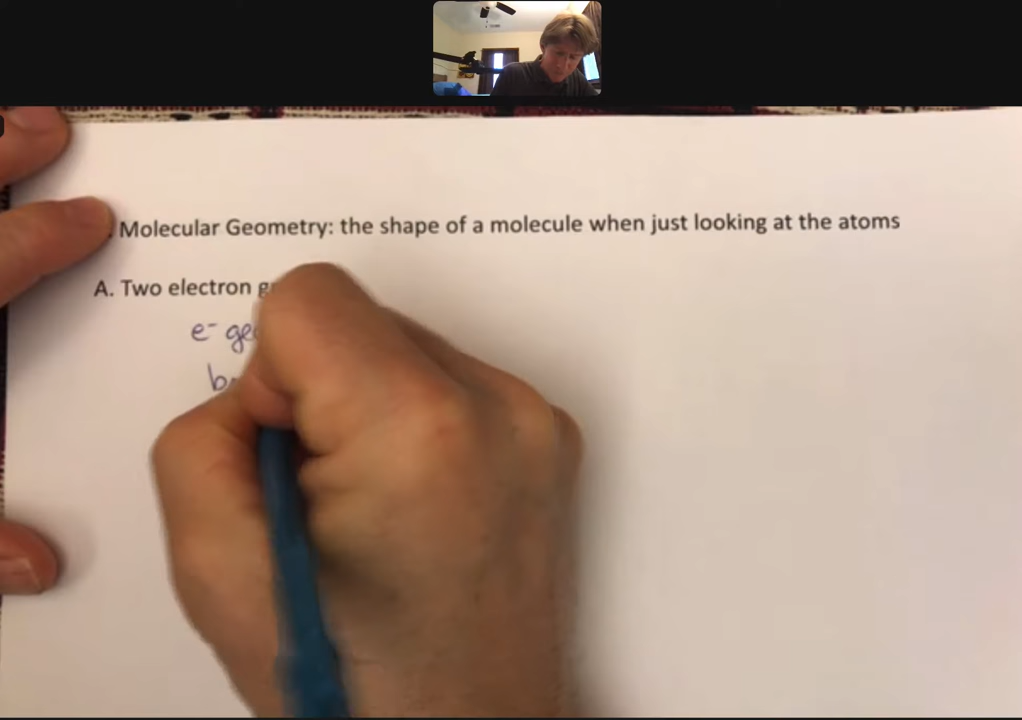 Molecular Geometry: the shape of a molecule when just looking at the atoms
A. Two electron
e⁻